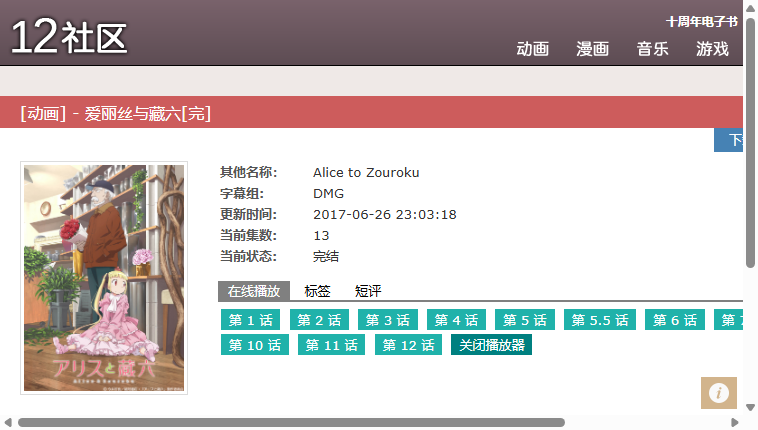 12社区
十周年电子书
动画 漫画 音乐 游戏
[动画] - 爱丽丝与藏六[完]
其他名称: Alice to Zouroku
字幕组: DMG
更新时间: 2017-06-26 23:03:18
当前集数: 13
当前状态: 完结
在线播放 标签 短评
第 1 话 第 2 话 第 3 话 第 4 话 第 5 话 第 5.5 话 第 6 话 第
第 10 话 第 11 话 第 12 话 关闭播放器
アリスと藏六